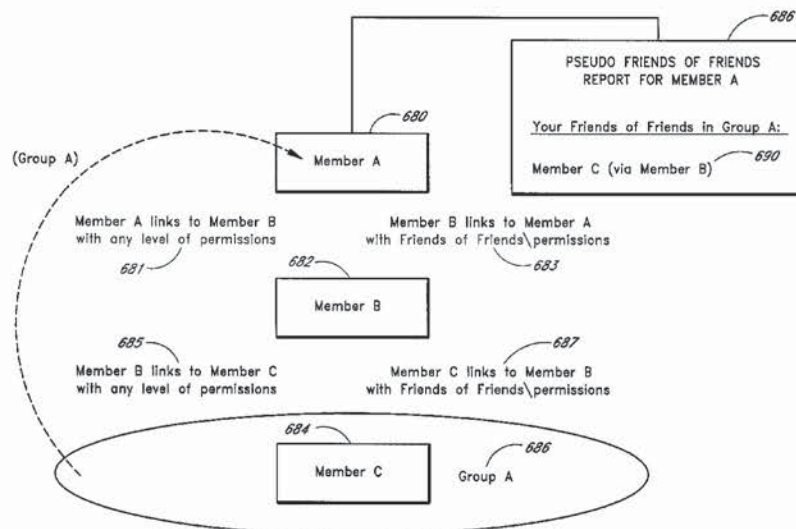 686
PSEUDO FRIENDS OF FRIENDS
REPORT FOR MEMBER A
Your Friends of Friends in Group A:
Member C (via Member B)
690
680
(Group A)
Member A
Member A links to Member B
with any level of permissions
681
Member B links to Member A
with Friends of Friends\permissions
683
682
Member B
685
Member B links to Member C
with any level of permissions
687
Member C links to Member B
with Friends of Friends\permissions
684
Member C
686
Group A